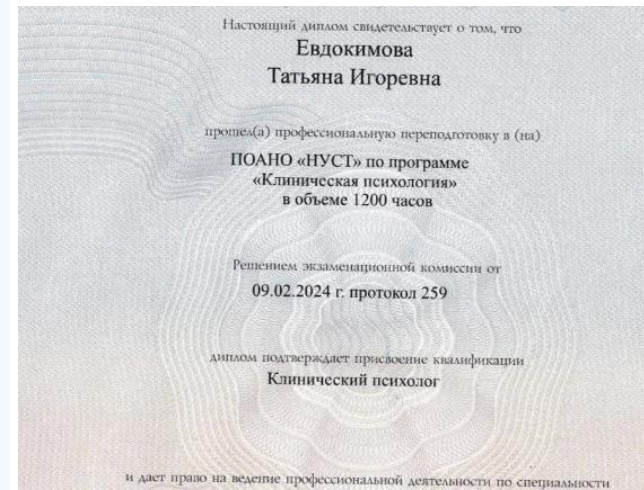 Настоящий диплом свидетельствует о том, что
Евдокимова
Татьяна Игоревна
прошел(а) профессиональную переподготовку в (на)
ПОАНО «НУСТ» по программе
«Клиническая психология»
в объеме 1200 часов
Решением экзаменационной комиссии от
09.02.2024 г. протокол 259
диплом подтверждает присвоение квалификации
Клинический психолог
и дает право на ведение профессиональной деятельности по специальности